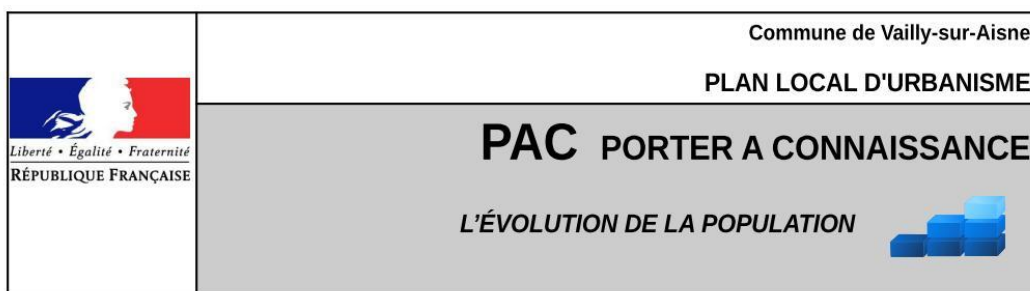 Commune de Vailly-sur-Aisne
PLAN LOCAL D'URBANISME
Liberté • Égalité • Fraternité
RÉPUBLIQUE FRANÇAISE
PAC PORTER A CONNAISSANCE
L'ÉVOLUTION DE LA POPULATION